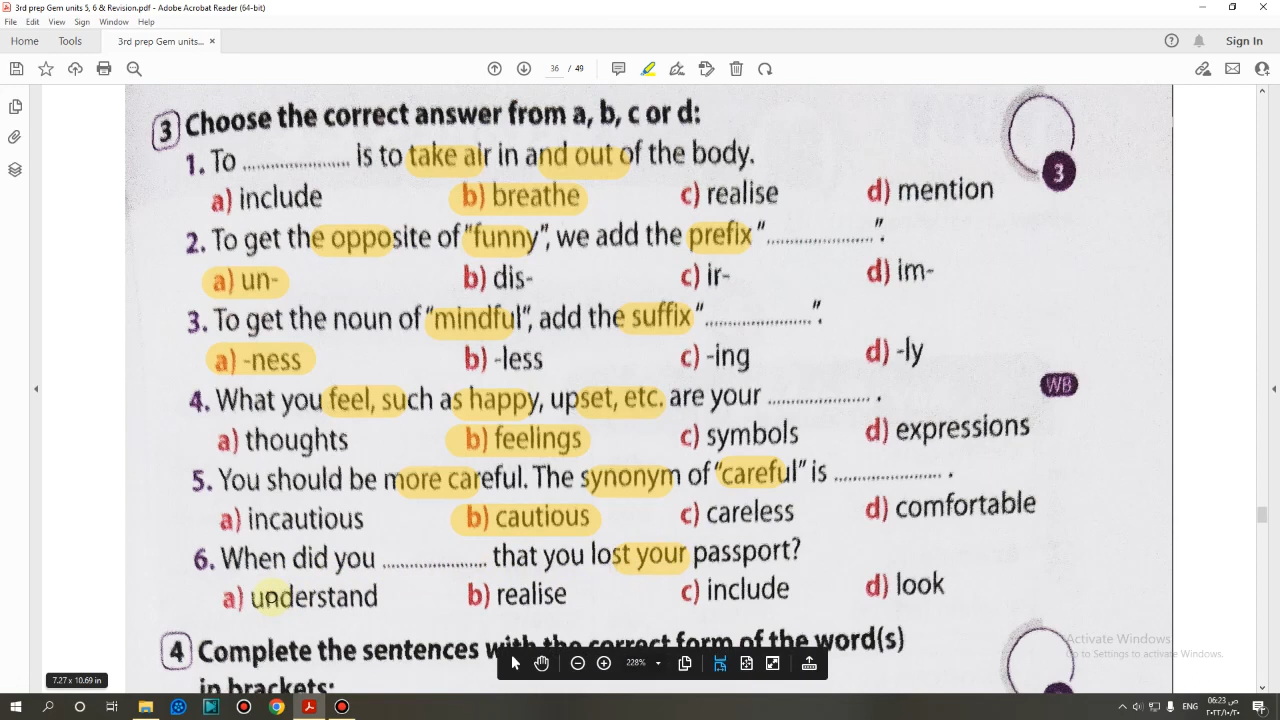 3rd prep Gem units 5, 6 & Revision.pdf - Adobe Acrobat Reader (64-bit)
File Edit View Sign Window Help
Home Tools 3rd prep Gem units... × Sign In
36 / 49
3 Choose the correct answer from a, b, c or d:
1. To .................... is to take air in and out of the body.
a) include b) breathe c) realise d) mention
3
2. To get the opposite of "funny", we add the prefix "....................".
a) un- b) dis- c) ir- d) im-
3. To get the noun of "mindful", add the suffix "....................".
a) -ness b) -less c) -ing d) -ly
WB
4. What you feel, such as happy, upset, etc. are your .................... .
a) thoughts b) feelings c) symbols d) expressions
5. You should be more careful. The synonym of "careful" is .................... .
a) incautious b) cautious c) careless d) comfortable
6. When did you .................... that you lost your passport?
a) understand b) realise c) include d) look
4 Complete the sentences with the correct form of the word(s)
in brackets:
Activate Windows
Go to Settings to activate Windows.
228%
7.27 x 10.69 in
ENG
06:23 ص
٢٠٢٢/١٠/٢٠